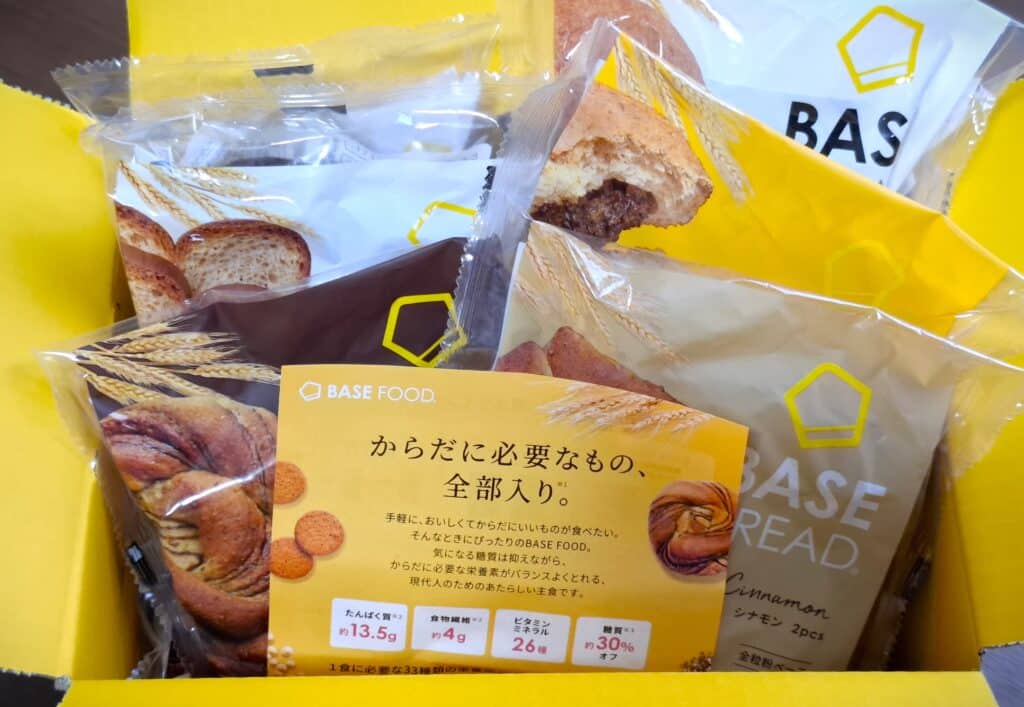 BAS
BASE FOOD®
からだに必要なもの、
全部入り。※1
手軽に、おいしくてからだにいいものが食べたい。
そんなときにぴったりのBASE FOOD。
気になる糖質は抑えながら、
からだに必要な栄養素がバランスよくとれる、
現代人のためのあたらしい主食です。
たんぱく質※2
約13.5g
食物繊維※2
約4g
ビタミン
ミネラル
26種
糖質※3
約30%
オフ
1食に必要な33種類の
BASE
READ®
Cinnamon
シナモン 2pcs
全粒粉ベース